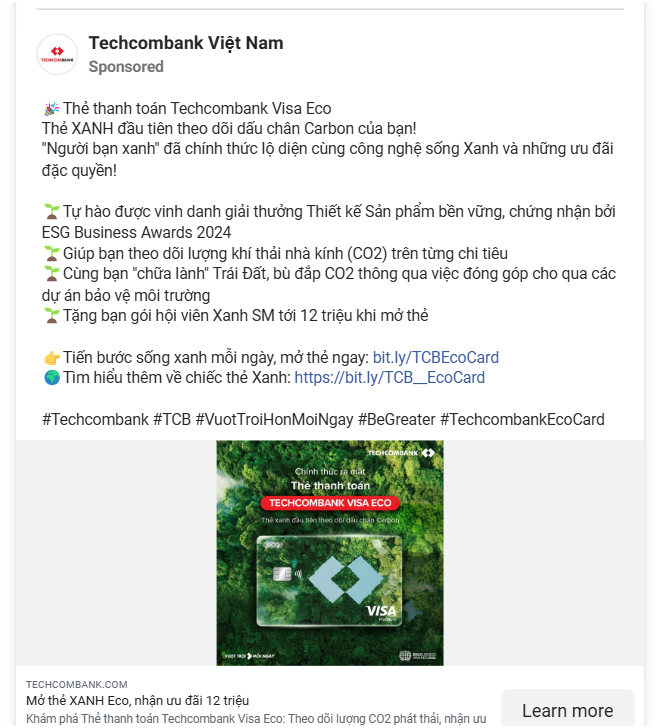 TECHCOMBANK
Techcombank Việt Nam
Sponsored
🎉Thẻ thanh toán Techcombank Visa Eco
Thẻ XANH đầu tiên theo dõi dấu chân Carbon của bạn!
"Người bạn xanh" đã chính thức lộ diện cùng công nghệ sống Xanh và những ưu đãi
đặc quyền!
🌱Tự hào được vinh danh giải thưởng Thiết kế Sản phẩm bền vững, chứng nhận bởi
ESG Business Awards 2024
🌱Giúp bạn theo dõi lượng khí thải nhà kính (CO2) trên từng chi tiêu
🌱Cùng bạn "chữa lành" Trái Đất, bù đắp CO2 thông qua việc đóng góp cho qua các
dự án bảo vệ môi trường
🌱Tặng bạn gói hội viên Xanh SM tới 12 triệu khi mở thẻ
👉Tiến bước sống xanh mỗi ngày, mở thẻ ngay: bit.ly/TCBEcoCard
🌍Tìm hiểu thêm về chiếc thẻ Xanh: https://bit.ly/TCB__EcoCard
#Techcombank #TCB #VuotTroiHonMoiNgay #BeGreater #TechcombankEcoCard
TECHCOMBANK
Chính thức ra mắt
Thẻ thanh toán
TECHCOMBANK VISA ECO
Thẻ xanh đầu tiên theo dõi dấu chân Carbon
eco
VISA
VƯỢT TRỘI MỖI NGÀY
TECHCOMBANK.COM
Mở thẻ XANH Eco, nhận ưu đãi 12 triệu
Khám phá Thẻ thanh toán Techcombank Visa Eco: Theo dõi lượng CO2 phát thải, nhận ưu
Learn more